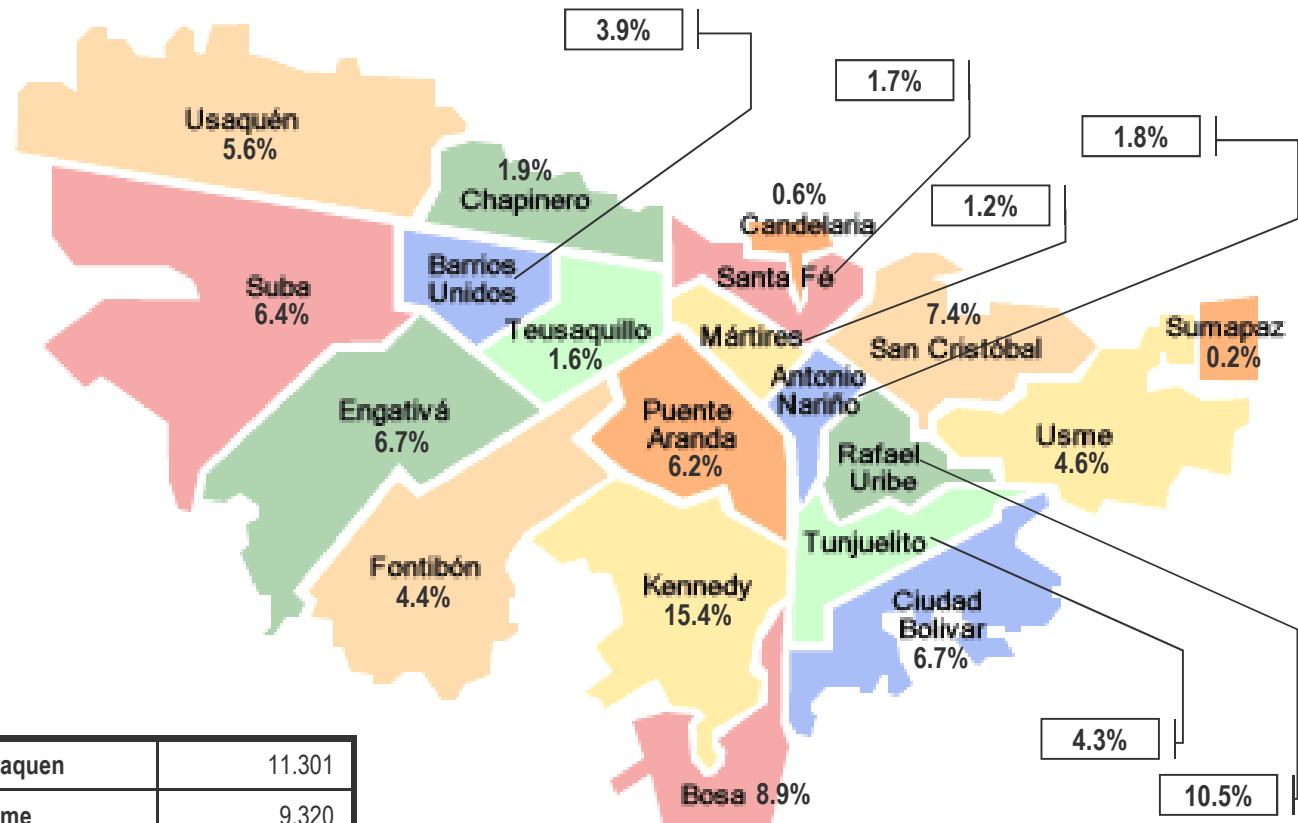 3.9%
1.7%
Usaquén
5.6%
1.8%
1.9%
Chapinero
0.6%
Candelaria
1.2%
Barrios
Unidos
Santa Fé
Suba
6.4%
7.4%
San Cristóbal
Sumapaz
0.2%
Teusaquillo
1.6%
Mártires
Antonio
Nariño
Engativá
6.7%
Puente
Aranda
6.2%
Usme
4.6%
Rafael
Uribe
Tunjuelito
Fontibón
4.4%
Kennedy
15.4%
Ciudad
Bolivar
6.7%
4.3%
aquen 11.301
Bosa 8.9%
10.5%
me 9.320